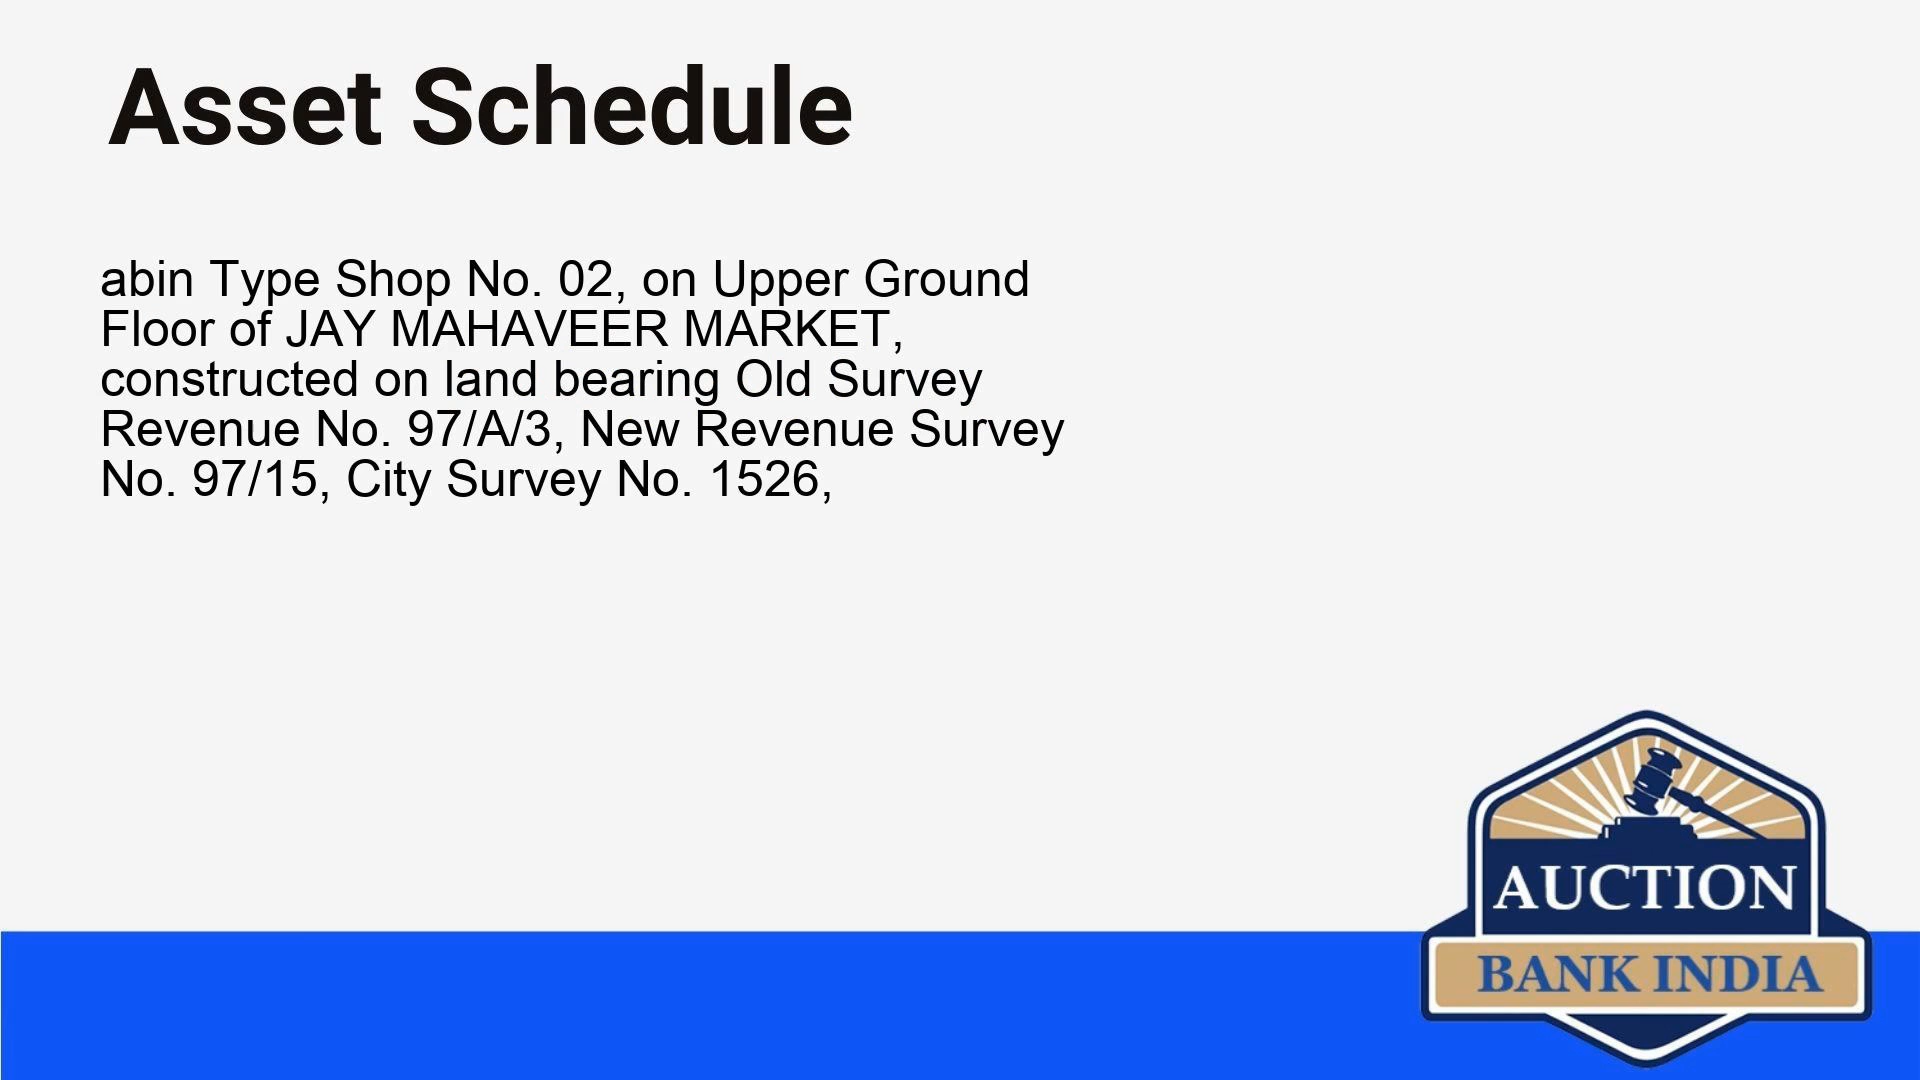 Asset Schedule
abin Type Shop No. 02, on Upper Ground
Floor of JAY MAHAVEER MARKET,
constructed on land bearing Old Survey
Revenue No. 97/A/3, New Revenue Survey
No. 97/15, City Survey No. 1526,
AUCTION
BANK INDIA